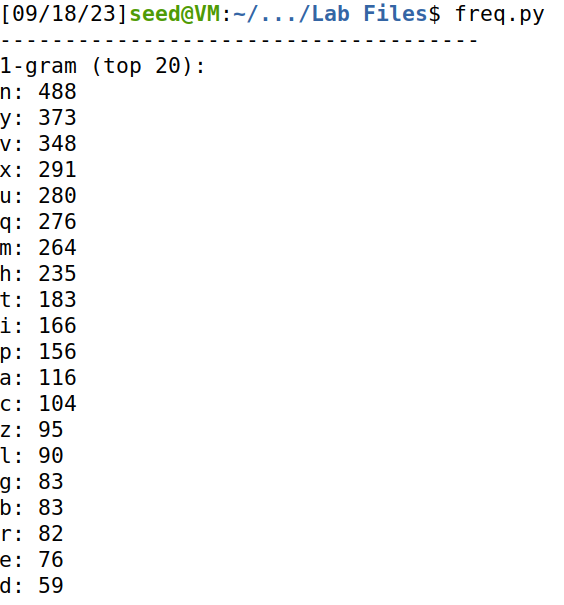 [09/18/23]seed@VM:~/.../Lab Files$ freq.py
-------------------------------------
1-gram (top 20):
n: 488
y: 373
v: 348
x: 291
u: 280
q: 276
m: 264
h: 235
t: 183
i: 166
p: 156
a: 116
c: 104
z: 95
l: 90
g: 83
b: 83
r: 82
e: 76
d: 59